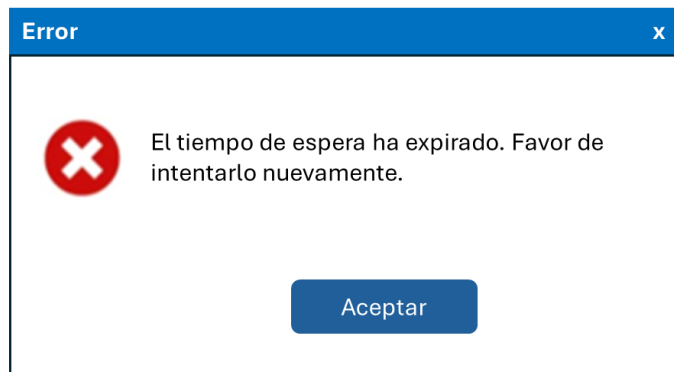 Error x
El tiempo de espera ha expirado. Favor de
intentarlo nuevamente.
Aceptar